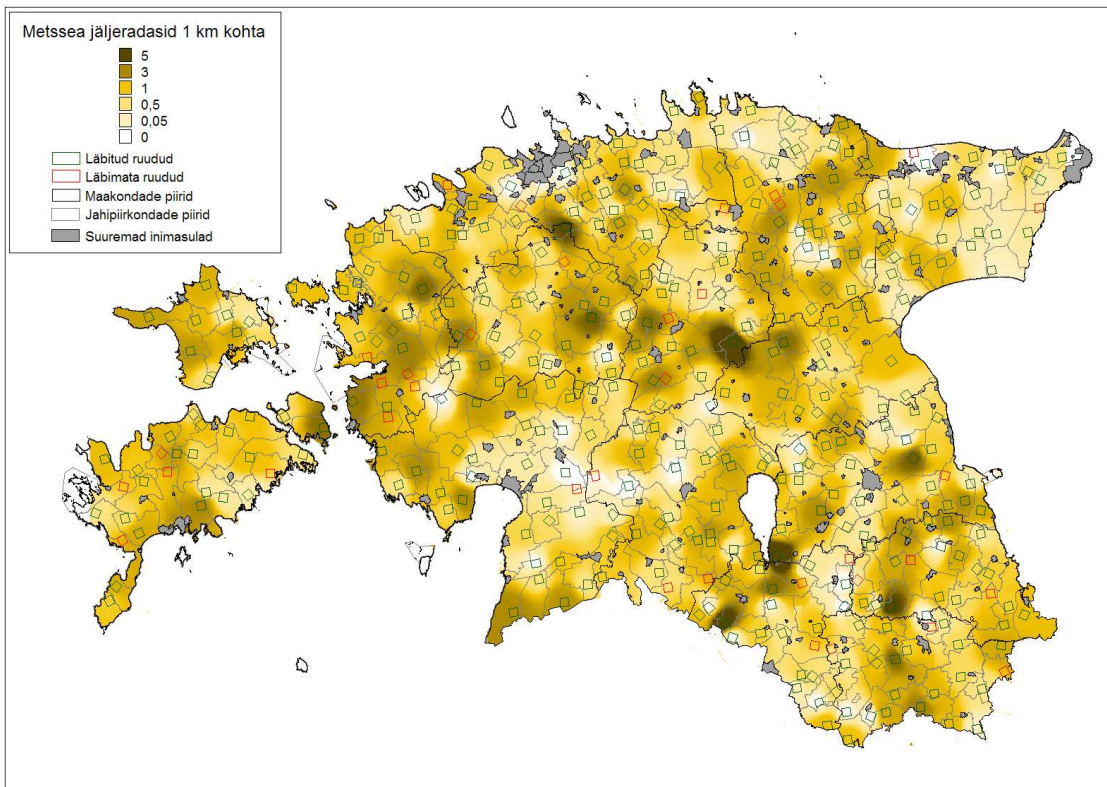 Metssea jäljeradasid 1 km kohta
5
3
1
0,5
0,05
0
Läbitud ruudud
Läbimata ruudud
Maakondade piirid
Jahipiirkondade piirid
Suuremad inimasulad